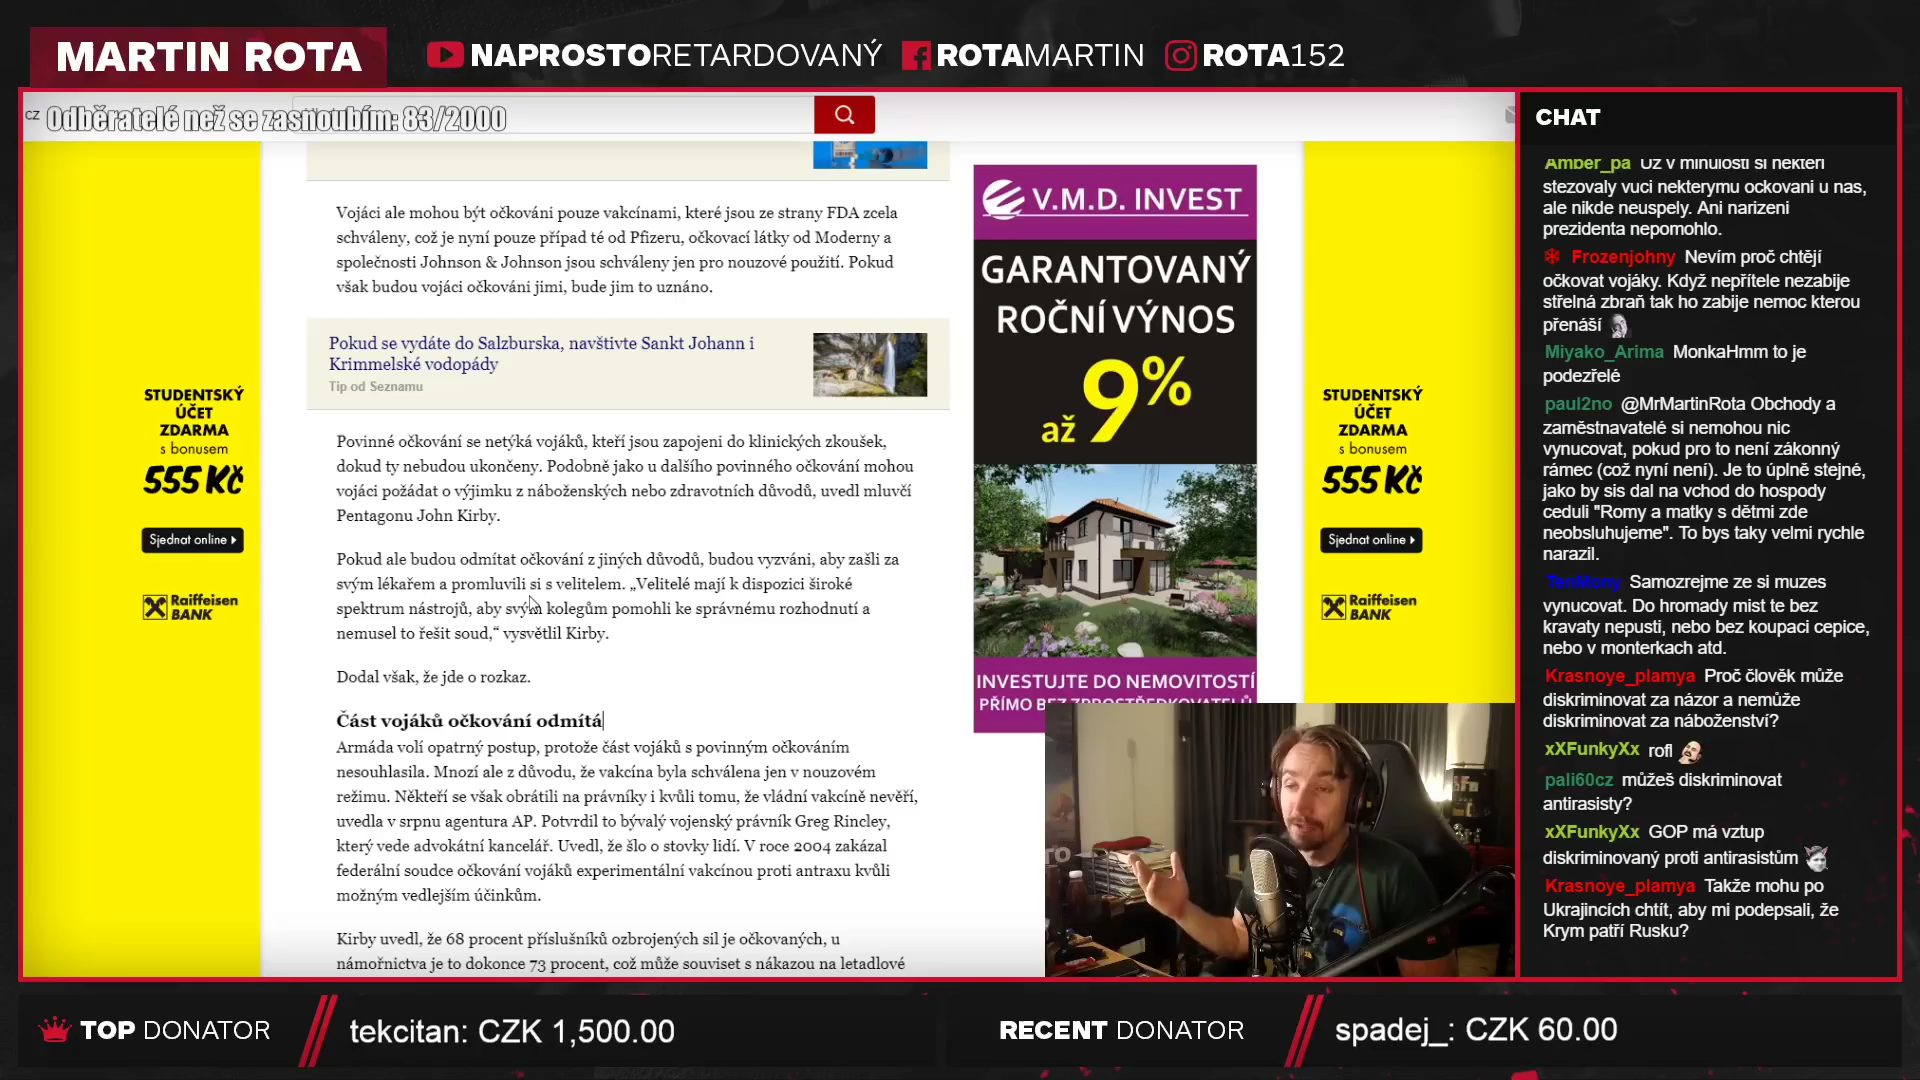 MARTIN ROTA
NAPROSTORETARDOVANÝ
ROTAMARTIN
ROTA152
cz
Odběratelé než se zasnoubím: 83/2000
Vojáci ale mohou být očkováni pouze vakcínami, které jsou ze strany FDA zcela
schváleny, což je nyní pouze případ té od Pfizeru, očkovací látky od Moderny a
společnosti Johnson & Johnson jsou schváleny jen pro nouzové použití. Pokud
však budou vojáci očkováni jimi, bude jim to uznáno.
Pokud se vydáte do Salzburska, navštivte Sankt Johann i
Krimmelské vodopády
Tip od Seznamu
Povinné očkování se netýká vojáků, kteří jsou zapojeni do klinických zkoušek,
dokud ty nebudou ukončeny. Podobně jako u dalšího povinného očkování mohou
vojáci požádat o výjimku z náboženských nebo zdravotních důvodů, uvedl mluvčí
Pentagonu John Kirby.
Pokud ale budou odmítat očkování z jiných důvodů, budou vyzváni, aby zašli za
svým lékařem a promluvili si s velitelem. „Velitelé mají k dispozici široké
spektrum nástrojů, aby svým kolegům pomohli ke správnému rozhodnutí a
nemusel to řešit soud,“ vysvětlil Kirby.
Dodal však, že jde o rozkaz.
Část vojáků očkování odmítá
Armáda volí opatrný postup, protože část vojáků s povinným očkováním
nesouhlasila. Mnozí ale z důvodu, že vakcína byla schválena jen v nouzovém
režimu. Někteří se však obrátili na právníky i kvůli tomu, že vládní vakcíně nevěří,
uvedla v srpnu agentura AP. Potvrdil to bývalý vojenský právník Greg Rincley,
který vede advokátní kancelář. Uvedl, že šlo o stovky lidí. V roce 2004 zakázal
federální soudce očkování vojáků experimentální vakcínou proti antraxu kvůli
možným vedlejším účinkům.
Kirby uvedl, že 68 procent příslušníků ozbrojených sil je očkovaných, u
námořnictva je to dokonce 73 procent, což může souviset s nákazou na letadlové
STUDENTSKÝ
ÚČET
ZDARMA
s bonusem
555 Kč
Sjednat online
Raiffeisen
BANK
V.M.D. INVEST
GARANTOVANÝ
ROČNÍ VÝNOS
až 9%
INVESTUJTE DO NEMOVITOSTÍ
PŘÍMO BEZ ZPROSTŘEDKOVATELŮ
STUDENTSKÝ
ÚČET
ZDARMA
s bonusem
555 Kč
Sjednat online
Raiffeisen
BANK
CHAT
Amber_pa Uz v minulosti si nekteri
stezovaly vuci nekterymu ockovani u nas,
ale nikde neuspely. Ani narizeni
prezidenta nepomohlo.
Frozenjohny Nevím proč chtějí
očkovat vojáky. Když nepřítele nezabije
střelná zbraň tak ho zabije nemoc kterou
přenáší
Miyako_Arima MonkaHmm to je
podezřelé
paul2no @MrMartinRota Obchody a
zaměstnavatelé si nemohou nic
vynucovat, pokud pro to není zákonný
rámec (což nyní není). Je to úplně stejné,
jako by sis dal na vchod do hospody
ceduli "Romy a matky s dětmi zde
neobsluhujeme". To bys taky velmi rychle
narazil.
TenMony Samozrejme ze si muzes
vynucovat. Do hromady mist te bez
kravaty nepusti, nebo bez koupaci cepice,
nebo v monterkach atd.
Krasnoye_plamya Proč člověk může
diskriminovat za názor a nemůže
diskriminovat za náboženství?
xXFunkyXx rofl
pali60cz můžeš diskriminovat
antirasisty?
xXFunkyXx GOP má vztup
diskriminovaný proti antirasistům
Krasnoye_plamya Takže mohu po
Ukrajincích chtít, aby mi podepsali, že
Krym patří Rusku?
TOP DONATOR
tekcitan: CZK 1,500.00
RECENT DONATOR
spadej_: CZK 60.00